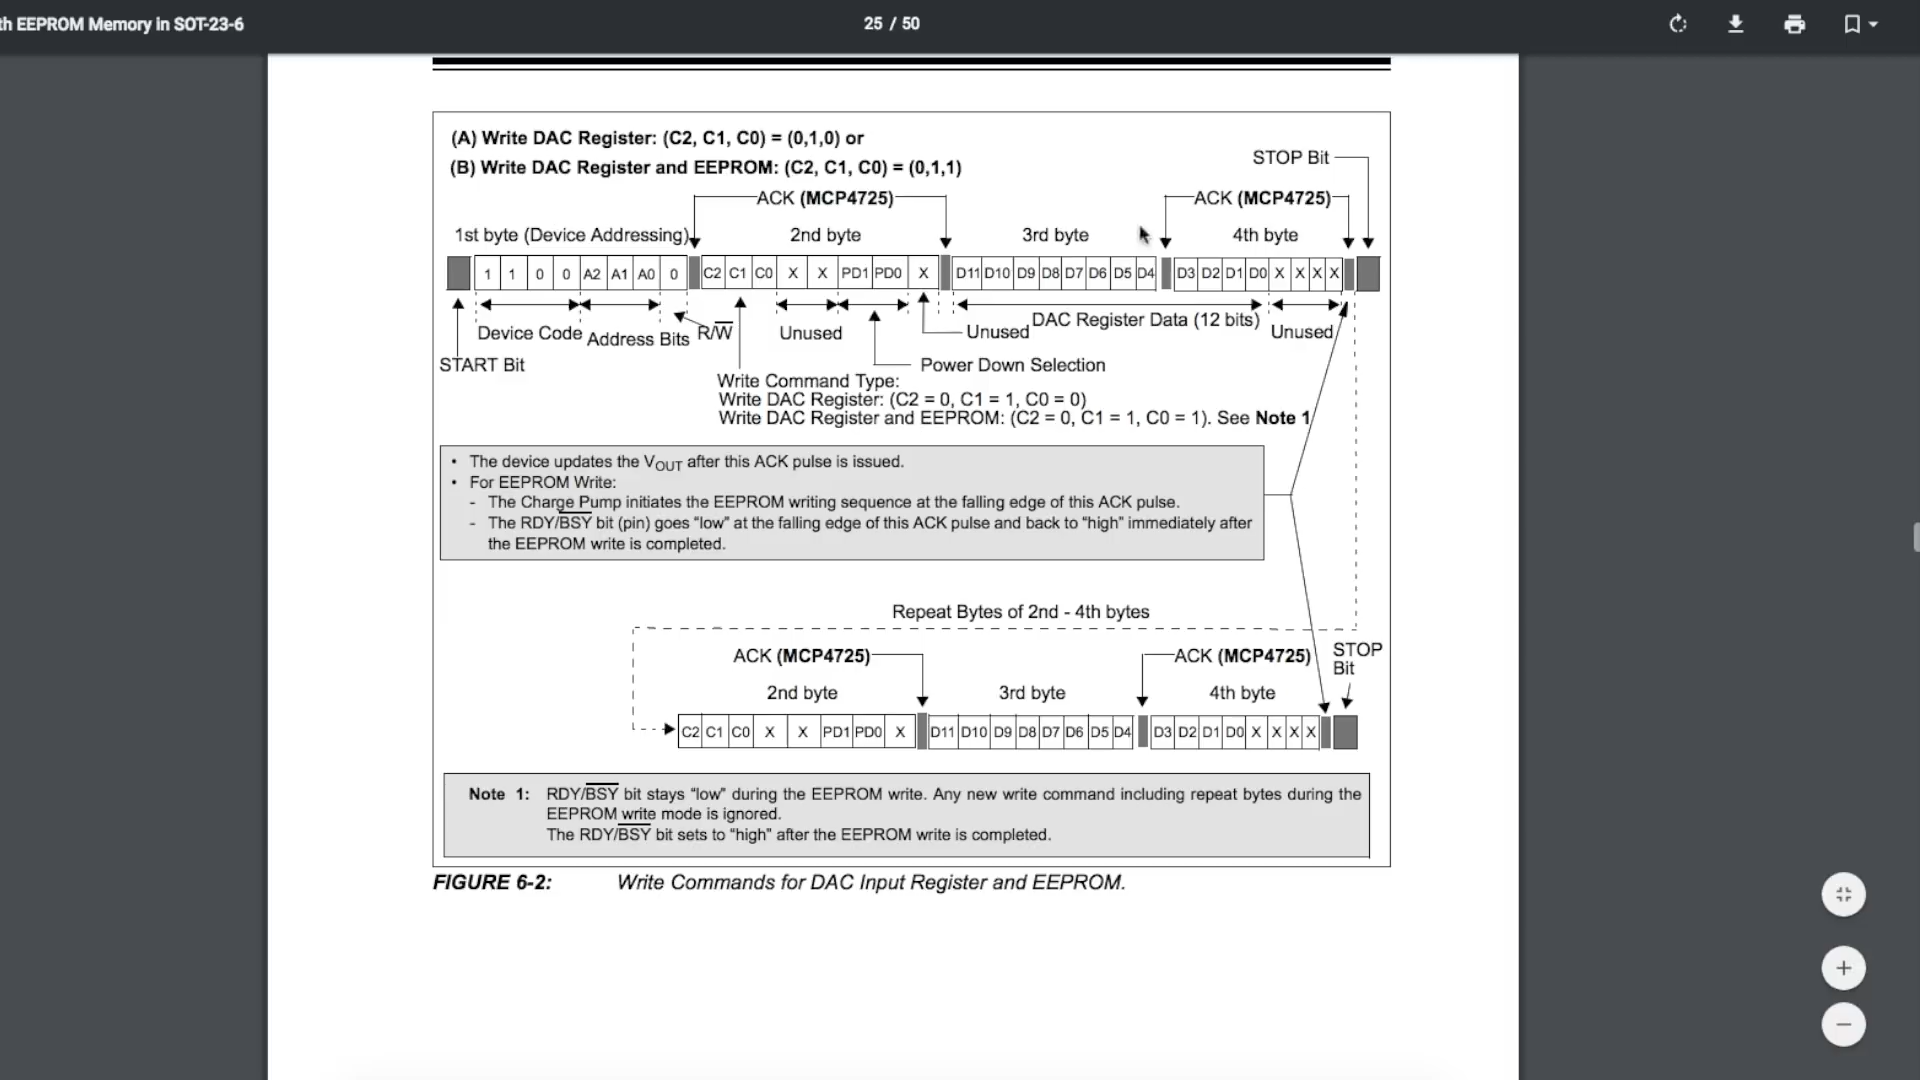 th EEPROM Memory in SOT-23-6
25 / 50
(A) Write DAC Register: (C2, C1, C0) = (0,1,0) or
(B) Write DAC Register and EEPROM: (C2, C1, C0) = (0,1,1)
STOP Bit
ACK (MCP4725)
ACK (MCP4725)
1st byte (Device Addressing)
2nd byte
3rd byte
4th byte
1 1 0 0 A2 A1 A0 0 C2 C1 C0 X X PD1 PD0 X D11 D10 D9 D8 D7 D6 D5 D4 D3 D2 D1 D0 X X X X
Device Code
Address Bits
R/W
Unused
Unused
DAC Register Data (12 bits)
Unused
START Bit
Power Down Selection
Write Command Type:
Write DAC Register: (C2 = 0, C1 = 1, C0 = 0)
Write DAC Register and EEPROM: (C2 = 0, C1 = 1, C0 = 1). See Note 1
• The device updates the VOUT after this ACK pulse is issued.
• For EEPROM Write:
- The Charge Pump initiates the EEPROM writing sequence at the falling edge of this ACK pulse.
- The RDY/BSY bit (pin) goes “low” at the falling edge of this ACK pulse and back to “high” immediately after
the EEPROM write is completed.
Repeat Bytes of 2nd - 4th bytes
ACK (MCP4725)
ACK (MCP4725)
STOP
Bit
2nd byte
3rd byte
4th byte
C2 C1 C0 X X PD1 PD0 X D11 D10 D9 D8 D7 D6 D5 D4 D3 D2 D1 D0 X X X X
Note 1: RDY/BSY bit stays “low” during the EEPROM write. Any new write command including repeat bytes during the
EEPROM write mode is ignored.
The RDY/BSY bit sets to “high” after the EEPROM write is completed.
FIGURE 6-2: Write Commands for DAC Input Register and EEPROM.